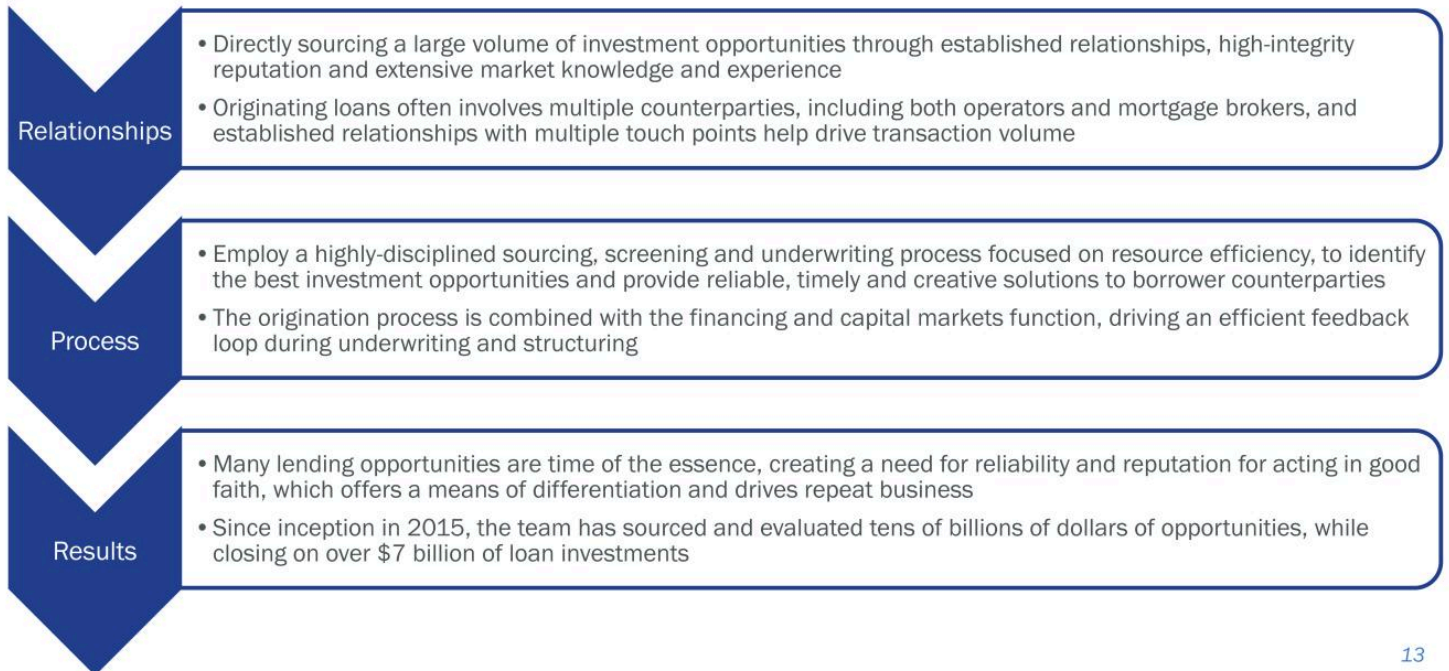 Relationships
• Directly sourcing a large volume of investment opportunities through established relationships, high-integrity
reputation and extensive market knowledge and experience
• Originating loans often involves multiple counterparties, including both operators and mortgage brokers, and
established relationships with multiple touch points help drive transaction volume
Process
• Employ a highly-disciplined sourcing, screening and underwriting process focused on resource efficiency, to identify
the best investment opportunities and provide reliable, timely and creative solutions to borrower counterparties
• The origination process is combined with the financing and capital markets function, driving an efficient feedback
loop during underwriting and structuring
Results
• Many lending opportunities are time of the essence, creating a need for reliability and reputation for acting in good
faith, which offers a means of differentiation and drives repeat business
• Since inception in 2015, the team has sourced and evaluated tens of billions of dollars of opportunities, while
closing on over $7 billion of loan investments
13